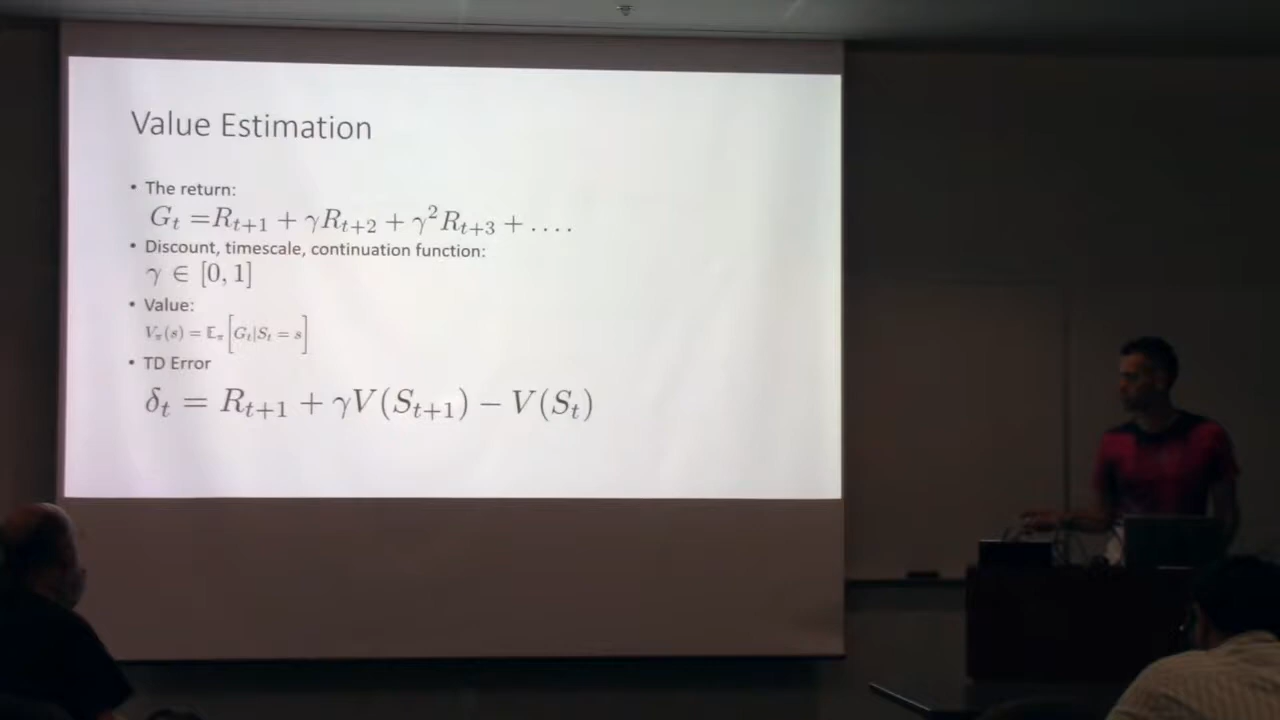 Value Estimation
• The return:
G_t = R_{t+1} + γR_{t+2} + γ²R_{t+3} + ....
• Discount, timescale, continuation function:
γ ∈ [0, 1]
• Value:
V_π(s) = 𝔼_π[G_t|S_t = s]
• TD Error
δ_t = R_{t+1} + γV(S_{t+1}) − V(S_t)